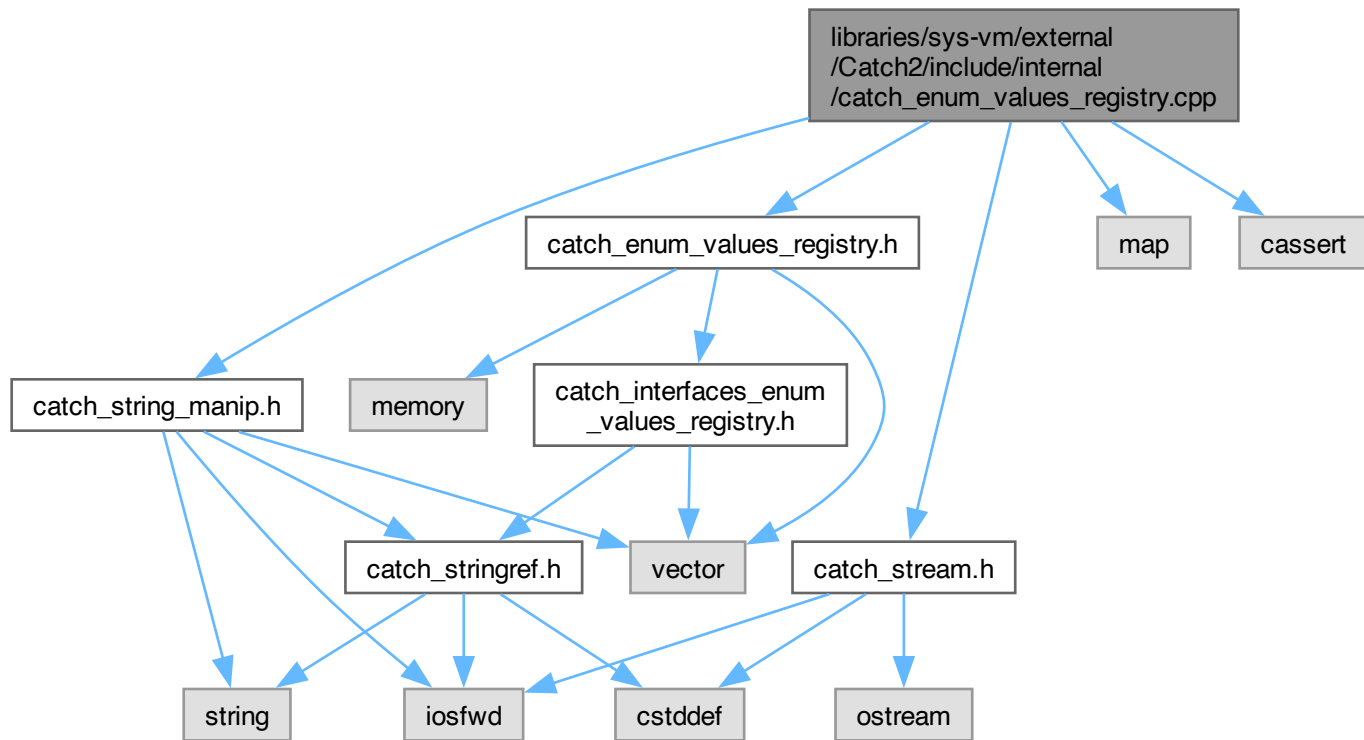 libraries/sys-vm/external
/Catch2/include/internal
/catch_enum_values_registry.cpp
catch_enum_values_registry.h
map
cassert
catch_string_manip.h
memory
catch_interfaces_enum
_values_registry.h
catch_stringref.h
vector
catch_stream.h
string
iosfwd
cstddef
ostream